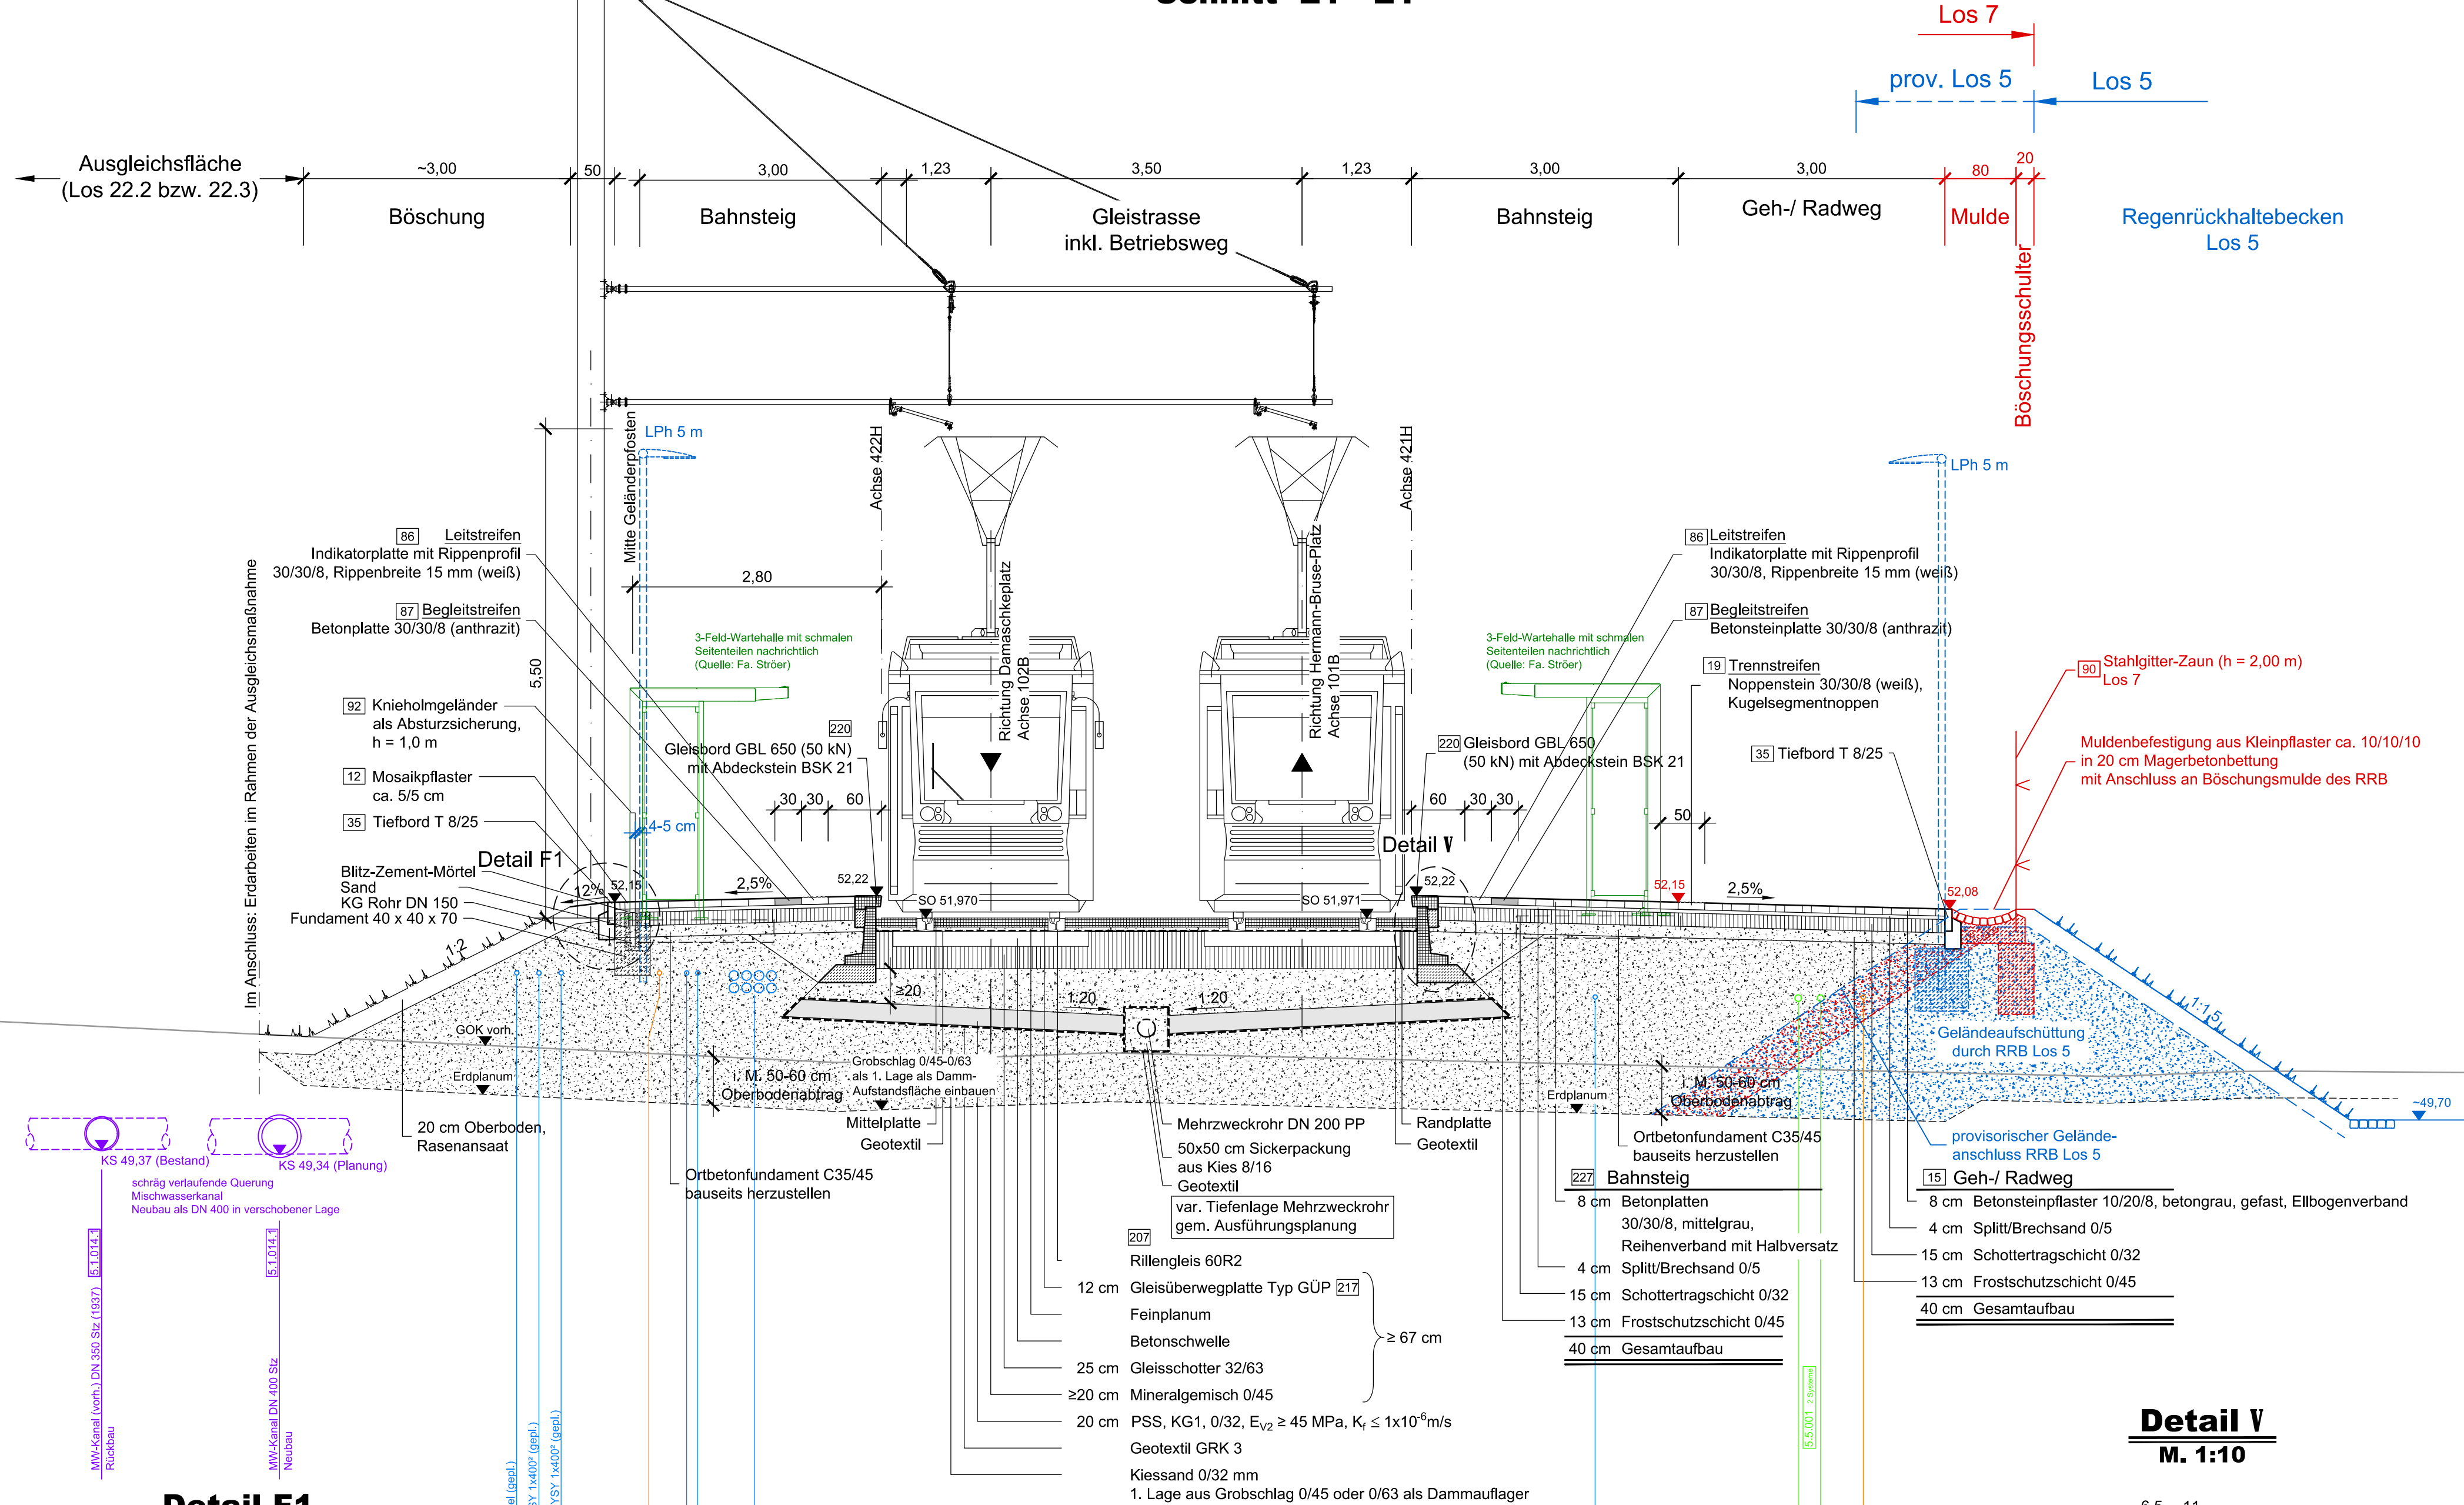 Los 7
prov. Los 5
Los 5
Ausgleichsfläche
(Los 22.2 bzw. 22.3)
~3,00
50
3,00
1,23
3,50
1,23
3,00
3,00
80
20
Böschung
Bahnsteig
Gleistrasse
inkl. Betriebsweg
Bahnsteig
Geh-/ Radweg
Mulde
Böschungsschulter
Regenrückhaltebecken
Los 5
Mitte Geländerpfosten
LPh 5 m
Achse 422H
Achse 421H
LPh 5 m
5,50
2,80
Im Anschluss: Erdarbeiten im Rahmen der Ausgleichsmaßnahme
86 Leitstreifen
Indikatorplatte mit Rippenprofil
30/30/8, Rippenbreite 15 mm (weiß)
87 Begleitstreifen
Betonplatte 30/30/8 (anthrazit)
92 Knieholmgeländer
als Absturzsicherung,
h = 1,0 m
12 Mosaikpflaster
ca. 5/5 cm
35 Tiefbord T 8/25
Blitz-Zement-Mörtel
Sand
KG Rohr DN 150
Fundament 40 x 40 x 70
Detail F1
3-Feld-Wartehalle mit schmalen
Seitenteilen nachrichtlich
(Quelle: Fa. Ströer)
220
Gleisbord GBL 650 (50 kN)
mit Abdeckstein BSK 21
30 30 60
4-5 cm
Richtung Damaschkeplatz
Achse 102B
Richtung Hermann-Bruse-Platz
Achse 101B
86 Leitstreifen
Indikatorplatte mit Rippenprofil
30/30/8, Rippenbreite 15 mm (weiß)
87 Begleitstreifen
Betonsteinplatte 30/30/8 (anthrazit)
3-Feld-Wartehalle mit schmalen
Seitenteilen nachrichtlich
(Quelle: Fa. Ströer)
19 Trennstreifen
Noppenstein 30/30/8 (weiß),
Kugelsegmentnoppen
220 Gleisbord GBL 650
(50 kN) mit Abdeckstein BSK 21
35 Tiefbord T 8/25
90 Stahlgitter-Zaun (h = 2,00 m)
Los 7
Muldenbefestigung aus Kleinpflaster ca. 10/10/10
in 20 cm Magerbetonbettung
mit Anschluss an Böschungsmulde des RRB
60 30 30
50
Detail V
12%
52,15
2,5%
52,22
SO 51,970
SO 51,971
52,22
52,15
2,5%
52,08
1:2
≥20
1:20
1:20
1:1,5
GOK vorh.
Erdplanum
i. M. 50-60 cm
Oberbodenabtrag
Grobschlag 0/45-0/63
als 1. Lage als Damm-
Aufstandsfläche einbauen
Erdplanum
i. M. 50-60 cm
Oberbodenabtrag
Geländeaufschüttung
durch RRB Los 5
~49,70
20 cm Oberboden,
Rasenansaat
Mittelplatte
Geotextil
Mehrzweckrohr DN 200 PP
50x50 cm Sickerpackung
aus Kies 8/16
Geotextil
var. Tiefenlage Mehrzweckrohr
gem. Ausführungsplanung
Randplatte
Geotextil
Ortbetonfundament C35/45
bauseits herzustellen
Ortbetonfundament C35/45
bauseits herzustellen
provisorischer Gelände-
anschluss RRB Los 5
KS 49,37 (Bestand)
KS 49,34 (Planung)
schräg verlaufende Querung
Mischwasserkanal
Neubau als DN 400 in verschobener Lage
5.1.014.1
MW-Kanal (vorh.) DN 350 Stz (1937)
Rückbau
5.1.014.1
MW-Kanal DN 400 Stz
Neubau
207
Rillengleis 60R2
12 cm Gleisüberwegplatte Typ GÜP 217
Feinplanum
Betonschwelle
≥ 67 cm
25 cm Gleisschotter 32/63
≥20 cm Mineralgemisch 0/45
20 cm PSS, KG1, 0/32, EV2 ≥ 45 MPa, Kf ≤ 1x10⁻⁶m/s
Geotextil GRK 3
Kiessand 0/32 mm
1. Lage aus Grobschlag 0/45 oder 0/63 als Dammauflager
227 Bahnsteig
8 cm Betonplatten
30/30/8, mittelgrau,
Reihenverband mit Halbversatz
4 cm Splitt/Brechsand 0/5
15 cm Schottertragschicht 0/32
13 cm Frostschutzschicht 0/45
40 cm Gesamtaufbau
15 Geh-/ Radweg
8 cm Betonsteinpflaster 10/20/8, betongrau, gefast, Ellbogenverband
4 cm Splitt/Brechsand 0/5
15 cm Schottertragschicht 0/32
13 cm Frostschutzschicht 0/45
40 cm Gesamtaufbau
5.5.001 2 Systeme
YSY 1x400² (gepl.)
Detail V
M. 1:10